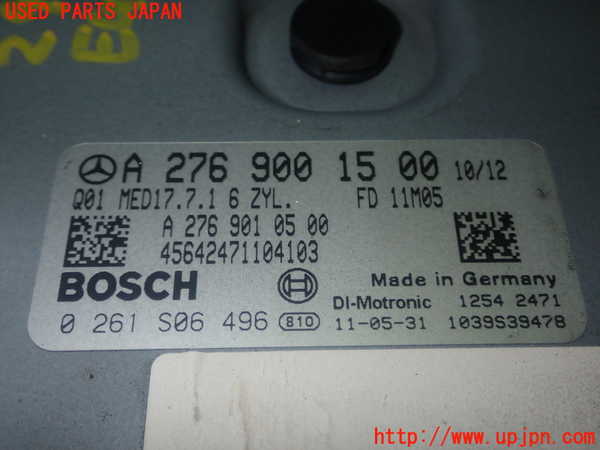 USED PARTS JAPAN
A 276 900 15 00 10/12
Q01 MED17.7.1 6 ZYL. FD 11M05
A 276 901 05 00
45642471104103
BOSCH
Made in Germany
DI-Motronic 1254 2471
0 261 S06 496 810 11-05-31 1039S39478
UPJ http://www.upjpn.com/